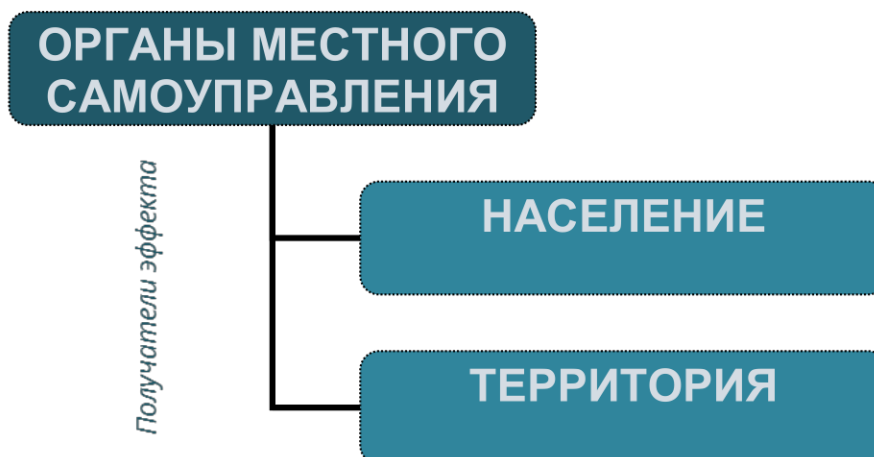 ОРГАНЫ МЕСТНОГО
САМОУПРАВЛЕНИЯ
Получатели эффекта
НАСЕЛЕНИЕ
ТЕРРИТОРИЯ